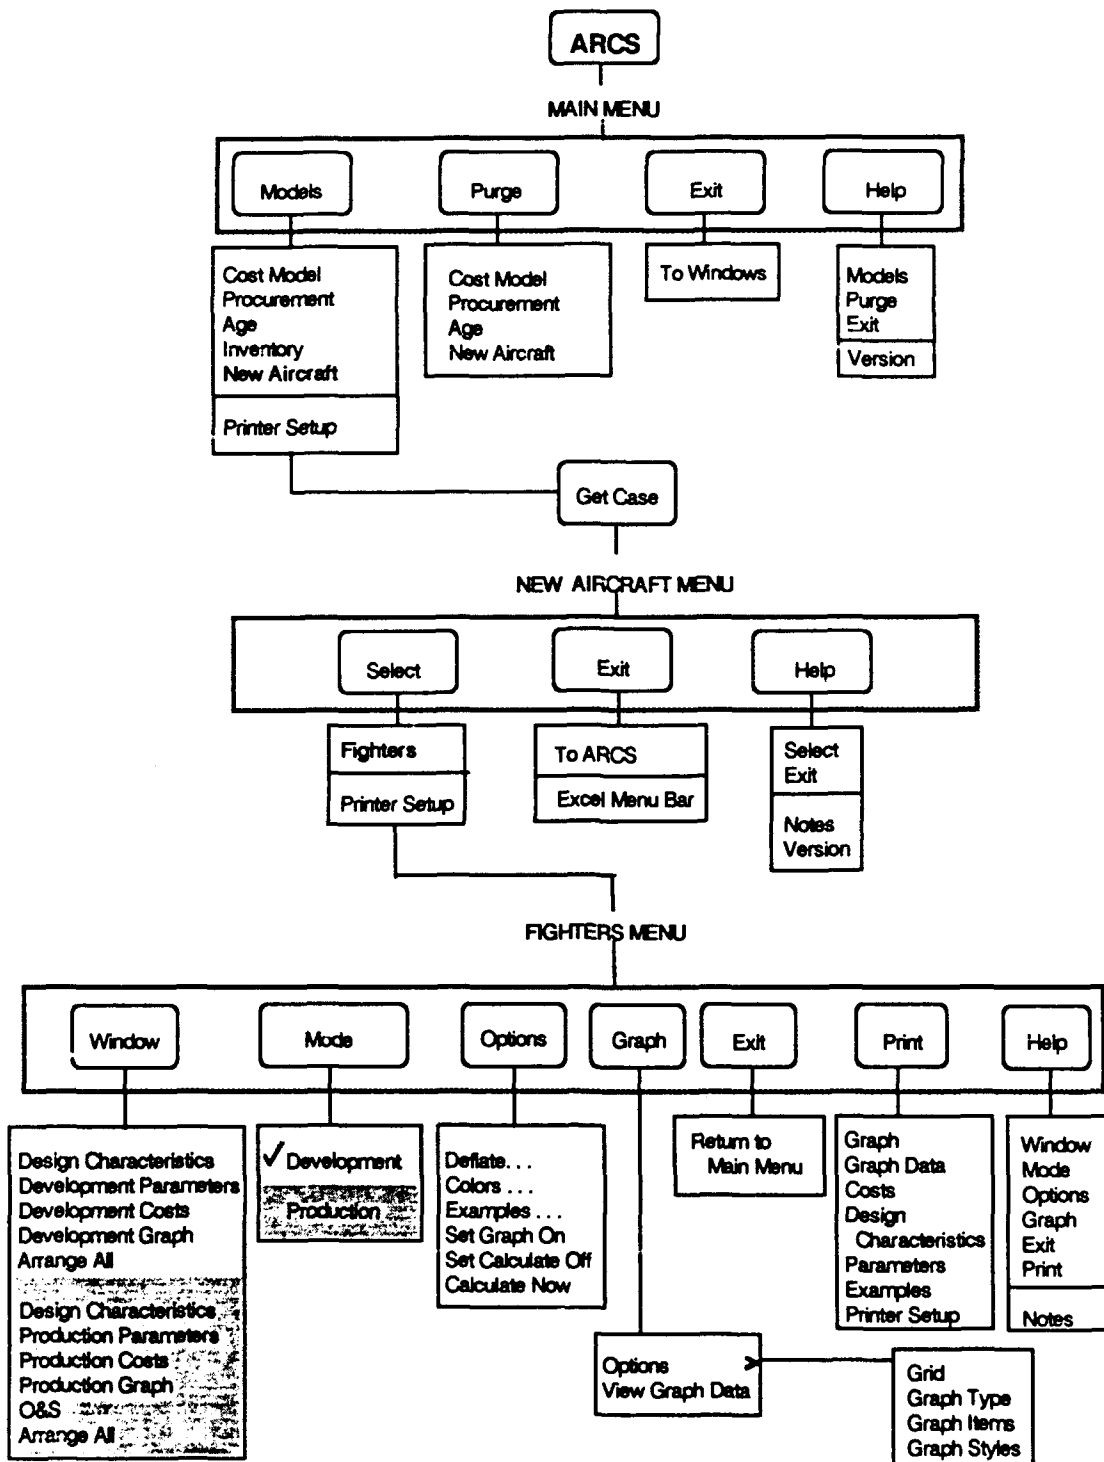 ARCS
MAIN MENU
Models
Purge
Exit
Help
Cost Model
Procurement
Age
Inventory
New Aircraft
Printer Setup
Cost Model
Procurement
Age
New Aircraft
To Windows
Models
Purge
Exit
Version
Get Case
NEW AIRCRAFT MENU
Select
Exit
Help
Fighters
Printer Setup
To ARCS
Excel Menu Bar
Select
Exit
Notes
Version
FIGHTERS MENU
Window
Mode
Options
Graph
Exit
Print
Help
Design Characteristics
Development Parameters
Development Costs
Development Graph
Arrange All
Design Characteristics
Production Parameters
Production Costs
Production Graph
O&S
Arrange All
✓ Development
Production
Deflate. . .
Colors . . .
Examples . . .
Set Graph On
Set Calculate Off
Calculate Now
Options
View Graph Data
Grid
Graph Type
Graph Items
Graph Styles
Return to
Main Menu
Graph
Graph Data
Costs
Design
Characteristics
Parameters
Examples
Printer Setup
Window
Mode
Options
Graph
Exit
Print
Notes